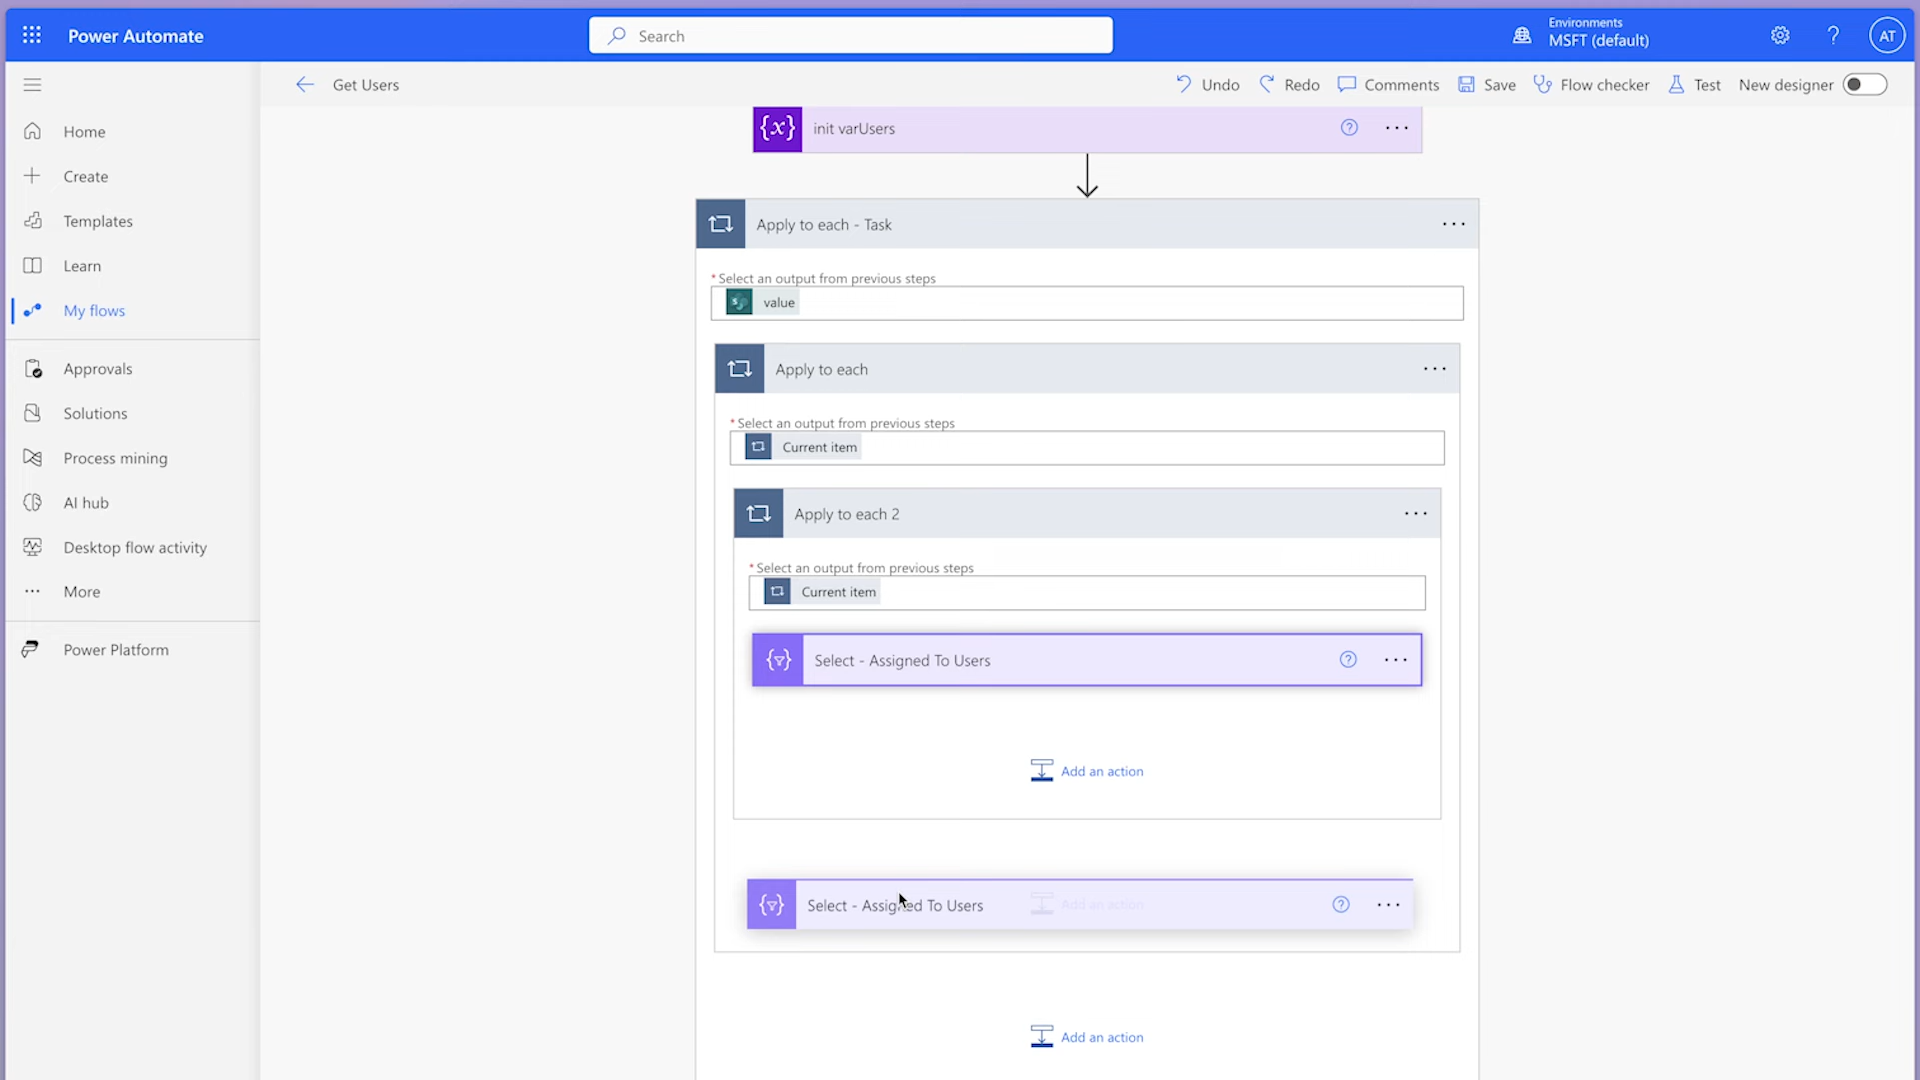 Power Automate
Search
Environments
MSFT (default)
?
AT
Get Users
Undo
Redo
Comments
Save
Flow checker
Test
New designer
Home
Create
Templates
Learn
My flows
Approvals
Solutions
Process mining
AI hub
Desktop flow activity
More
Power Platform
{x} init varUsers ? ...
Apply to each - Task ...
* Select an output from previous steps
S value
Apply to each ...
* Select an output from previous steps
Current item
Apply to each 2 ...
* Select an output from previous steps
Current item
Select - Assigned To Users ? ...
Add an action
Select - Assigned To Users Add an action ? ...
Add an action